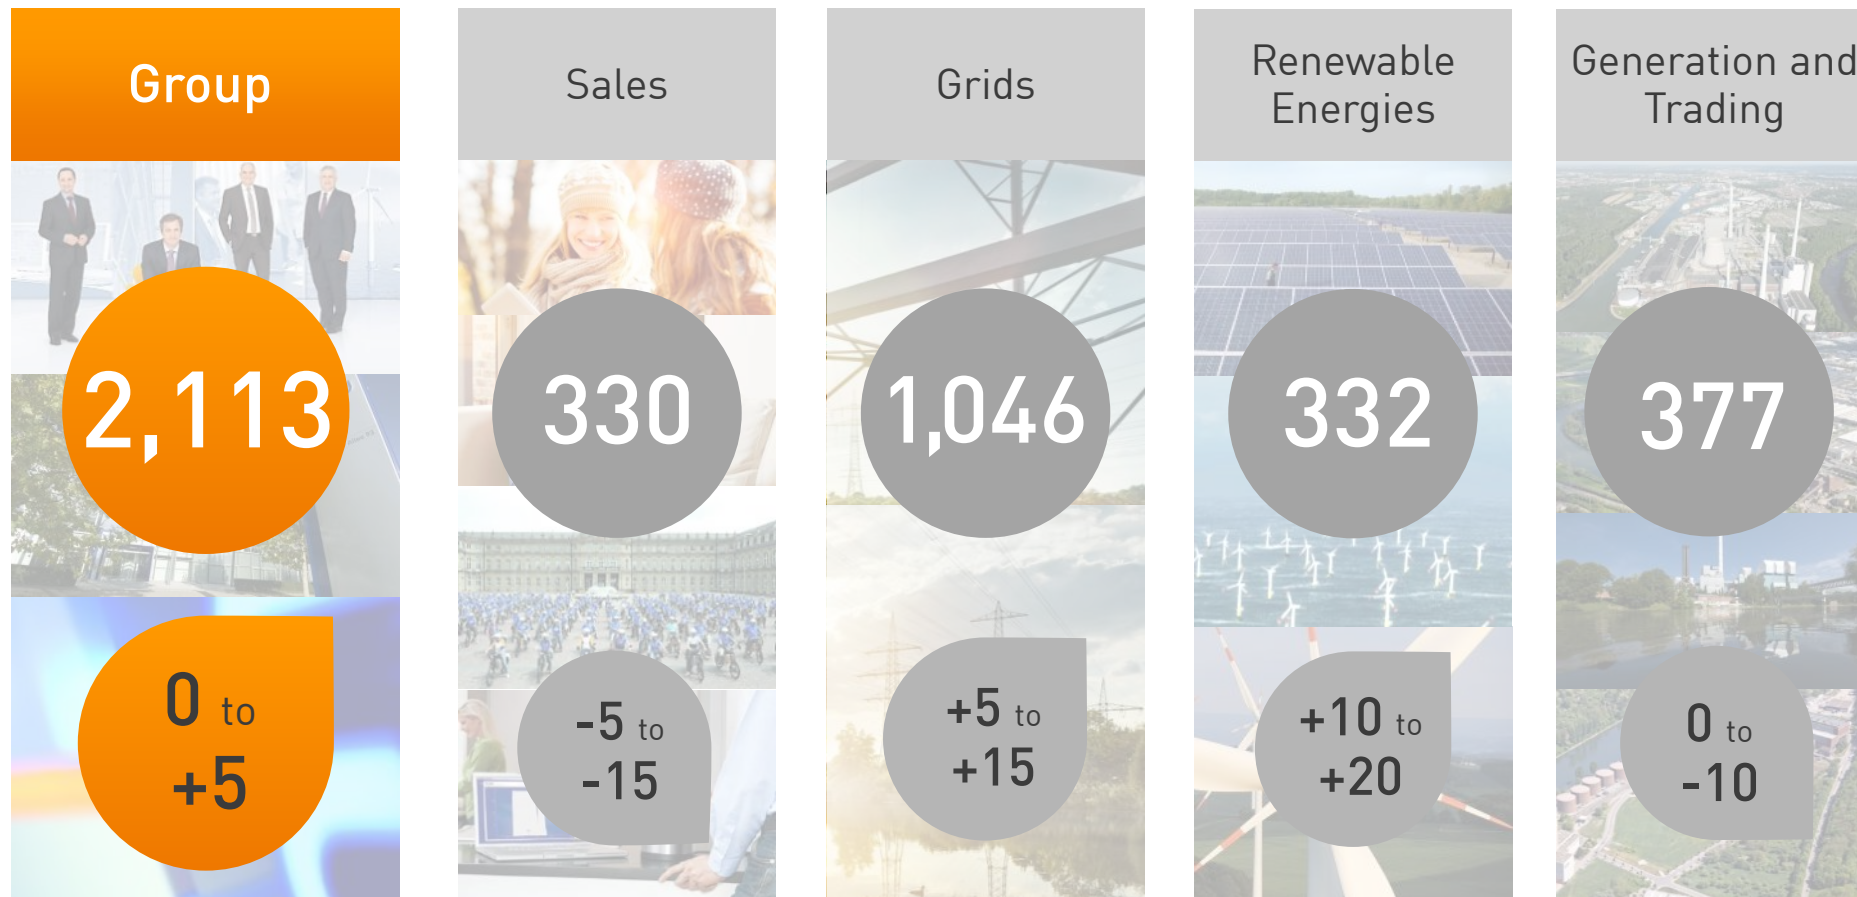 Group
2,113
0 to
+5
Sales
330
-5 to
-15
Grids
1,046
+5 to
+15
Renewable
Energies
332
+10 to
+20
Generation and
Trading
377
0 to
-10